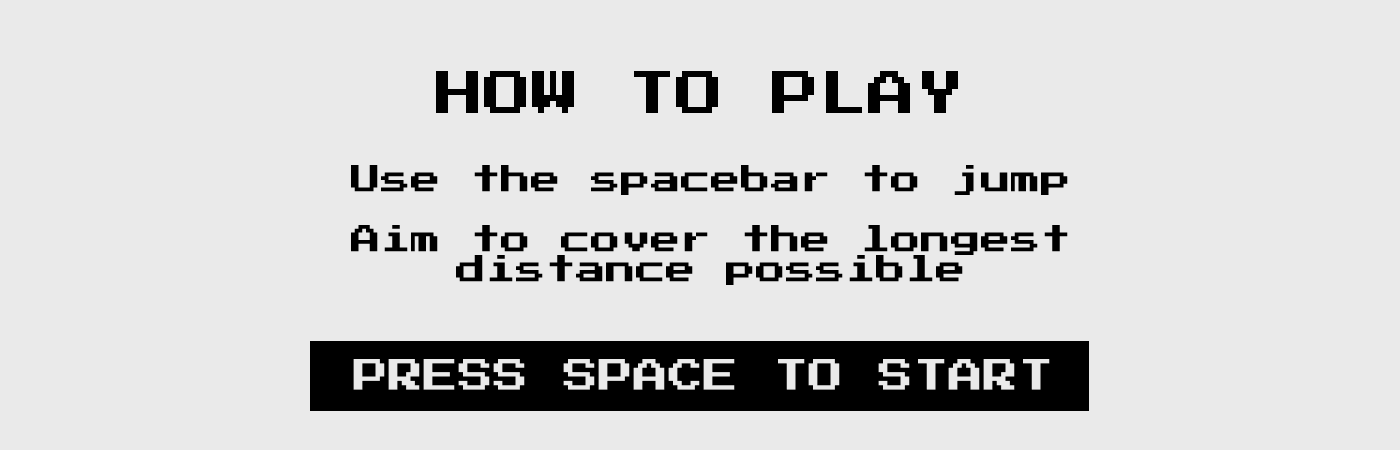 HOW TO PLAY
Use the spacebar to jump
Aim to cover the longest
distance possible
PRESS SPACE TO START